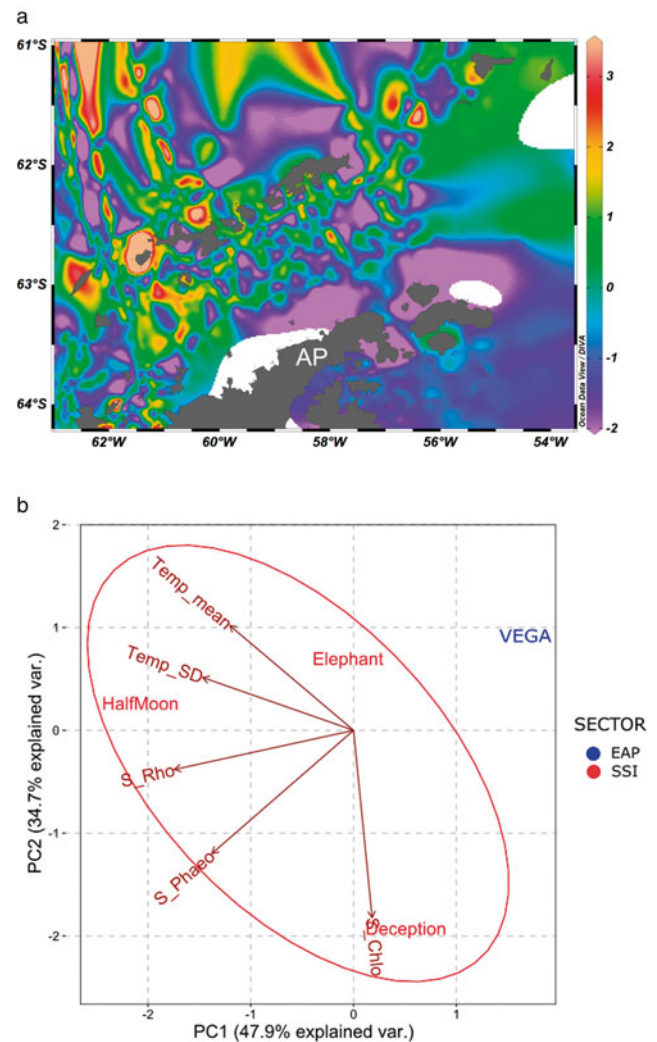 a
61°S
62°S
63°S
64°S
62°W
60°W
58°W
56°W
54°W
AP
3
2
1
0
-1
-2
Ocean Data View / DIVA
b
2
1
0
-1
-2
PC2 (34.7% explained var.)
Temp_mean
Temp_SD
HalfMoon
S_Rho
S_Phaeo
Elephant
VEGA
Deception
S_Chlo
-2
-1
0
1
PC1 (47.9% explained var.)
SECTOR
EAP
SSI